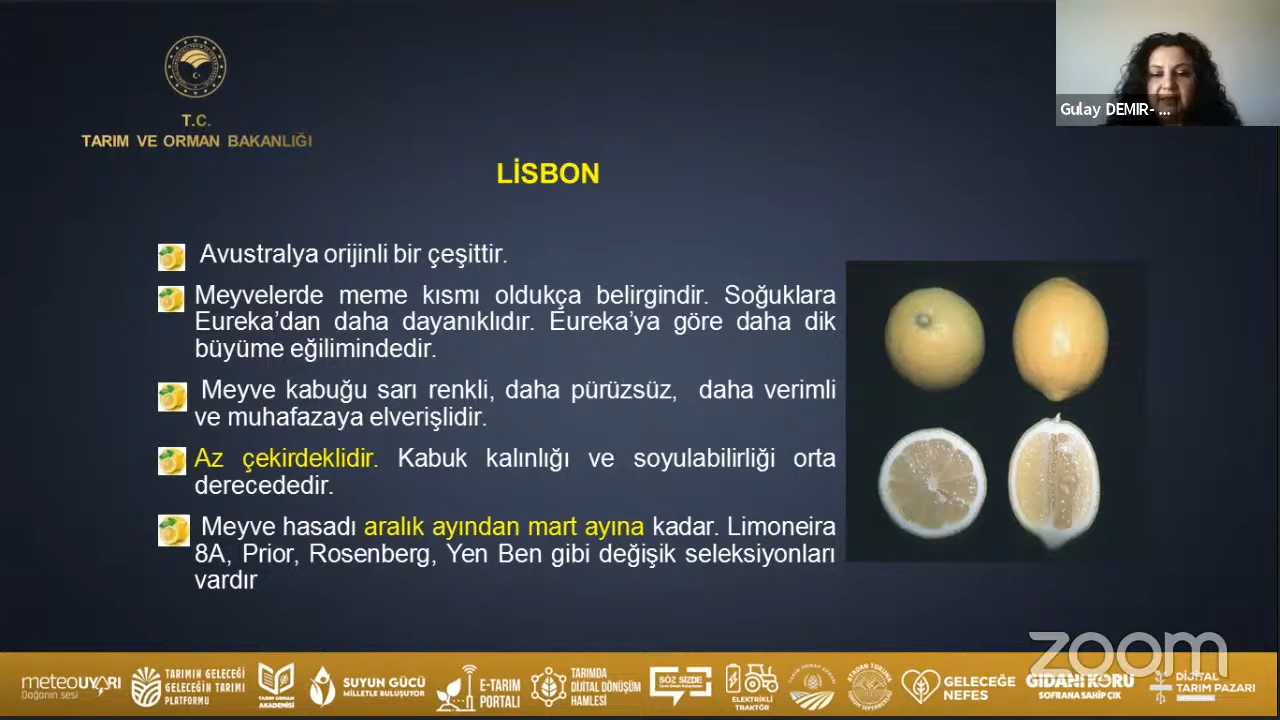 T.C.
TARIM VE ORMAN BAKANLIĞI
Gulay DEMIR- ...
LİSBON
Avustralya orijinli bir çeşittir.
Meyvelerde meme kısmı oldukça belirgindir. Soğuklara
Eureka’dan daha dayanıklıdır. Eureka’ya göre daha dik
büyüme eğilimindedir.
Meyve kabuğu sarı renkli, daha pürüzsüz, daha verimli
ve muhafazaya elverişlidir.
Az çekirdeklidir. Kabuk kalınlığı ve soyulabilirliği orta
derecededir.
Meyve hasadı aralık ayından mart ayına kadar. Limoneira
8A, Prior, Rosenberg, Yen Ben gibi değişik seleksiyonları
vardır
zoom
meteoUYARI
Doğanın sesi
TARIMIN GELECEĞİ
GELECEĞİN TARIMI
PLATFORMU
TARIM ORMAN
AKADEMİSİ
SUYUN GÜCÜ
MİLLETLE BULUŞUYOR
E-TARIM
PORTALI
TARIMDA
DİJİTAL DÖNÜŞÜM
HAMLESİ
SÖZ SİZDE
ELEKTRİKLİ
TRAKTÖR
GELECEĞE
NEFES
GIDANI KORU
SOFRANA SAHİP ÇIK
DİJİTAL
TARIM PAZARI